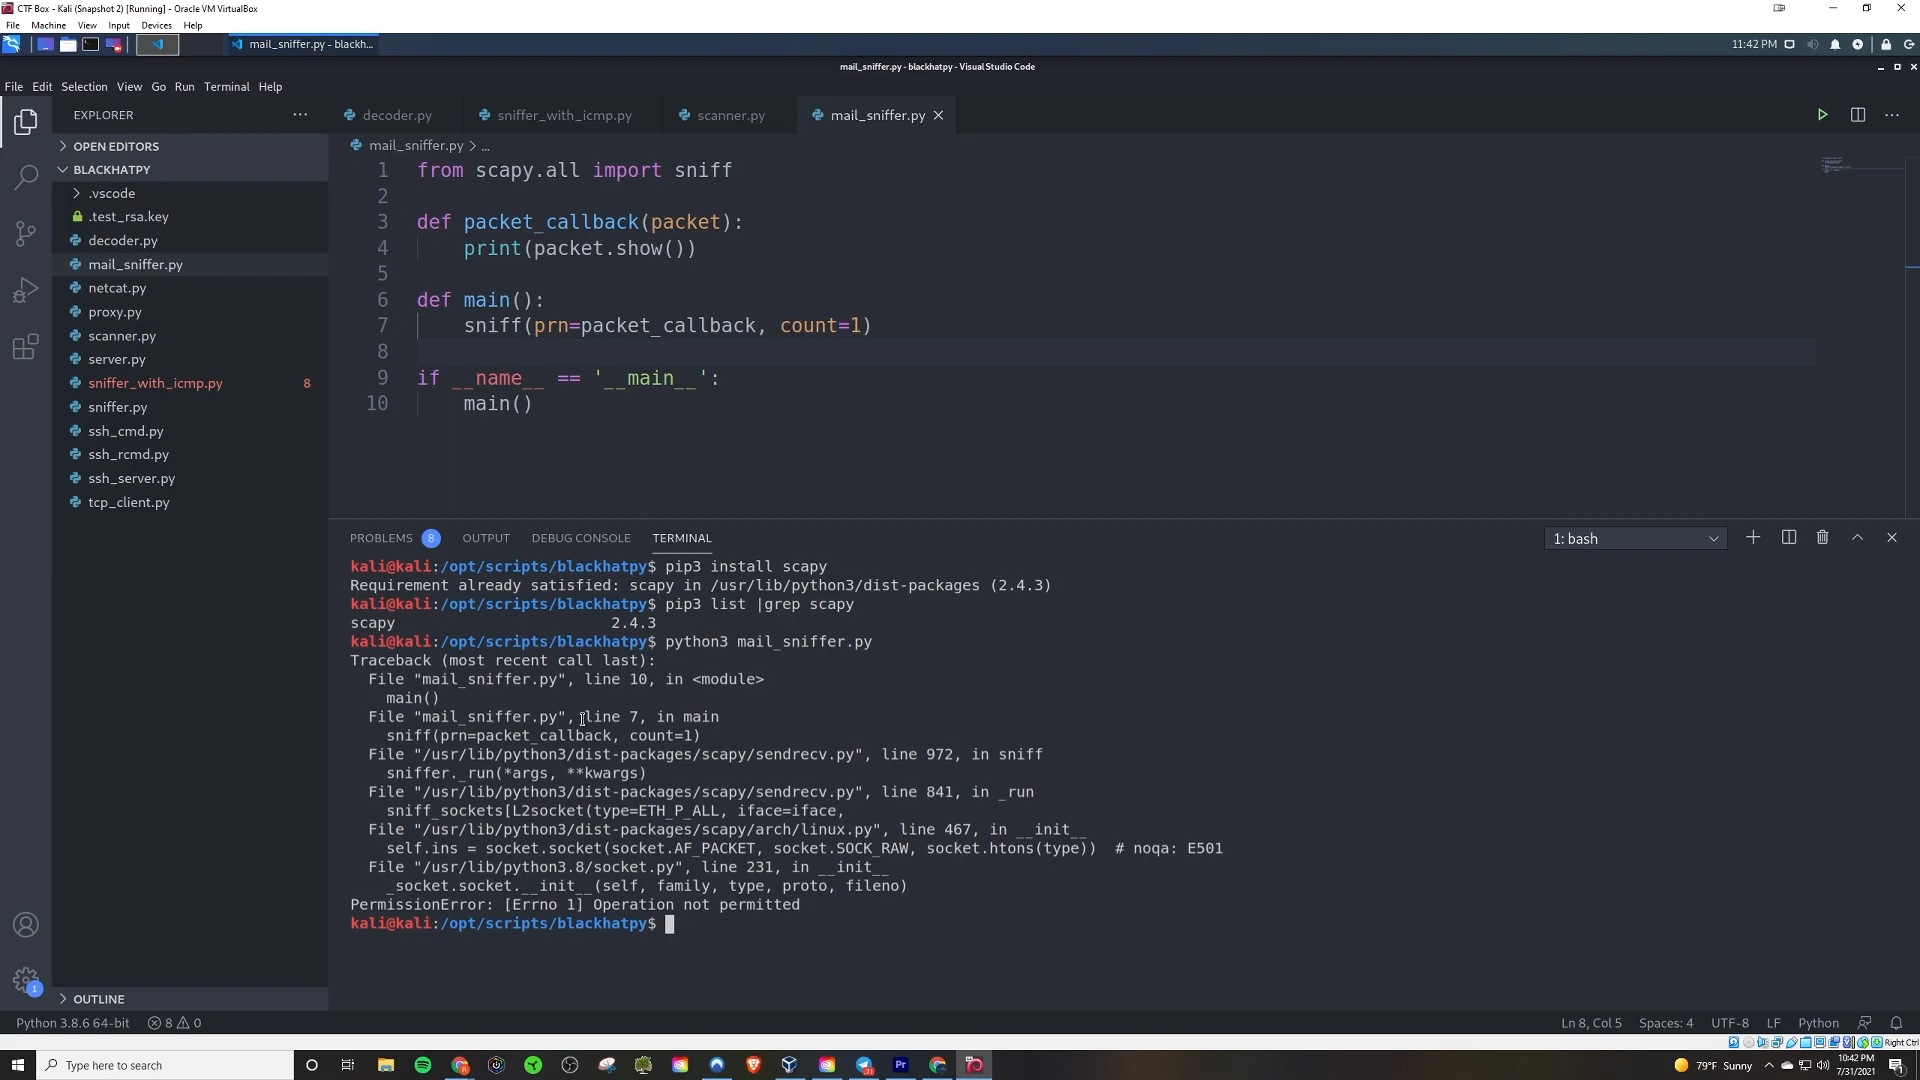 CTF Box - Kali (Snapshot 2) [Running] - Oracle VM VirtualBox
File Machine View Input Devices Help
mail_sniffer.py - blackh...
11:42 PM
mail_sniffer.py - blackhatpy - Visual Studio Code
File Edit Selection View Go Run Terminal Help
EXPLORER
decoder.py
sniffer_with_icmp.py
scanner.py
mail_sniffer.py
OPEN EDITORS
BLACKHATPY
.vscode
.test_rsa.key
decoder.py
mail_sniffer.py
netcat.py
proxy.py
scanner.py
server.py
sniffer_with_icmp.py 8
sniffer.py
ssh_cmd.py
ssh_rcmd.py
ssh_server.py
tcp_client.py
OUTLINE
mail_sniffer.py > ...
1 from scapy.all import sniff
2
3 def packet_callback(packet):
4     print(packet.show())
5
6 def main():
7     sniff(prn=packet_callback, count=1)
8
9 if __name__ == '__main__':
10     main()
PROBLEMS 8 OUTPUT DEBUG CONSOLE TERMINAL
1: bash
kali@kali:/opt/scripts/blackhatpy$ pip3 install scapy
Requirement already satisfied: scapy in /usr/lib/python3/dist-packages (2.4.3)
kali@kali:/opt/scripts/blackhatpy$ pip3 list |grep scapy
scapy 2.4.3
kali@kali:/opt/scripts/blackhatpy$ python3 mail_sniffer.py
Traceback (most recent call last):
  File "mail_sniffer.py", line 10, in <module>
    main()
  File "mail_sniffer.py", line 7, in main
    sniff(prn=packet_callback, count=1)
  File "/usr/lib/python3/dist-packages/scapy/sendrecv.py", line 972, in sniff
    sniffer._run(*args, **kwargs)
  File "/usr/lib/python3/dist-packages/scapy/sendrecv.py", line 841, in _run
    sniff_sockets[L2socket(type=ETH_P_ALL, iface=iface,
  File "/usr/lib/python3/dist-packages/scapy/arch/linux.py", line 467, in __init__
    self.ins = socket.socket(socket.AF_PACKET, socket.SOCK_RAW, socket.htons(type))  # noqa: E501
  File "/usr/lib/python3.8/socket.py", line 231, in __init__
    _socket.socket.__init__(self, family, type, proto, fileno)
PermissionError: [Errno 1] Operation not permitted
kali@kali:/opt/scripts/blackhatpy$
1
Python 3.8.6 64-bit 8 0
Ln 8, Col 5 Spaces: 4 UTF-8 LF Python
Right Ctrl
Type here to search
Pr
79°F Sunny
10:42 PM
7/31/2021